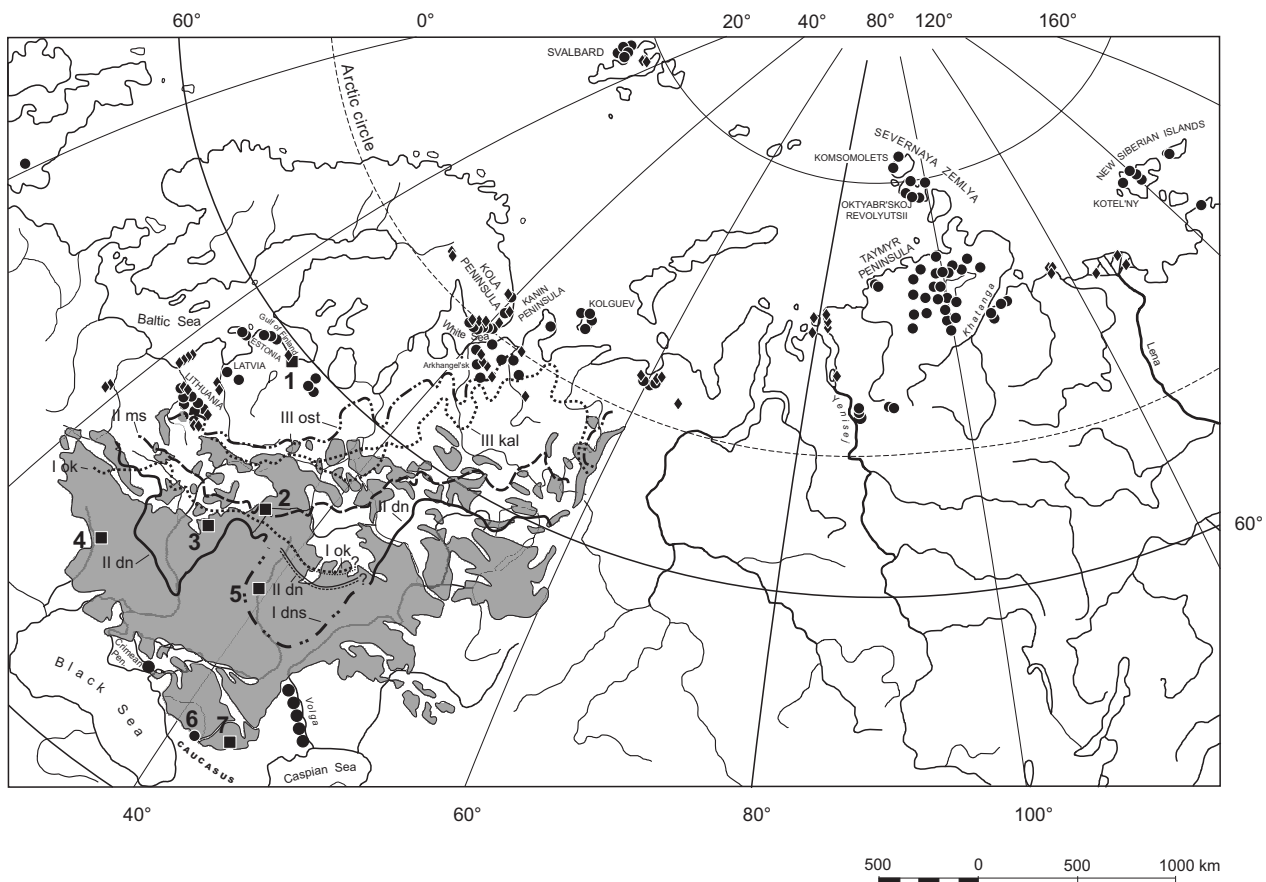 60° 0° 20° 40° 80° 120° 160°
SVALBARD
Arctic circle
SEVERNAYA ZEMLYA
KOMSOMOLETS
NEW SIBERIAN ISLANDS
OKTYABR'SKOJ
REVOLYUTSII
KOTEL'NY
TAYMYR
PENINSULA
KOLA
PENINSULA
KANIN
PENINSULA
KOLGUEV
Khatanga
Baltic Sea
Gulf of Finland
White Sea
ESTONIA
Arkhangel'sk
Lena
LATVIA
1
LITHUANIA
Yenisej
II ms
III ost
III kal
I ok
2
II dn
3
4
60°
I ok
?
II dn
?
5
II dn
I dns
Crimean
Pen.
Black Sea
Volga
6
7
CAUCASUS
Caspian Sea
40° 60° 80° 100°
500 0 500 1000 km